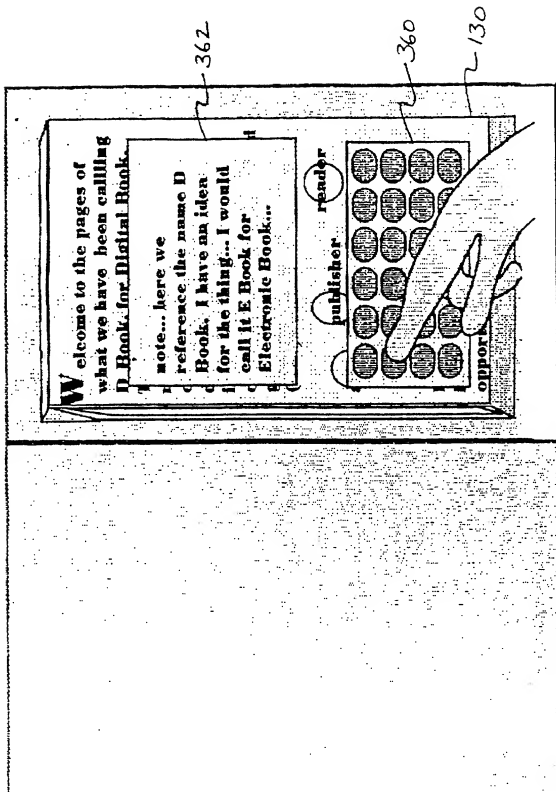 Welcome to the pages of
what we have been callling
D Book, for Digital Book.
note... here we
reference the name D
Book. I have an idea
for the thing... I would
call it E Book for
Electronic Book...
publisher
reader
362
360
130